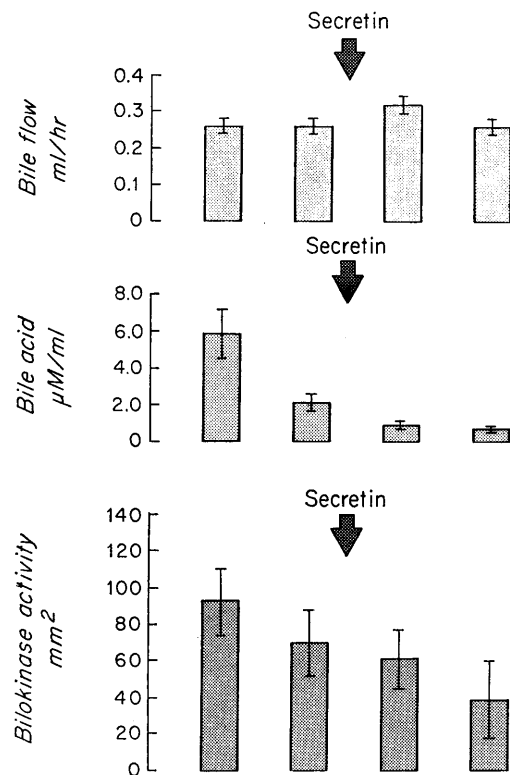 Secretin
Bile flow
ml/hr
0.4
0.3
0.2
0.1
0
Secretin
Bile acid
μM/ml
8.0
6.0
4.0
2.0
0
Secretin
Bilokinase activity
mm²
140
120
100
80
60
40
20
0